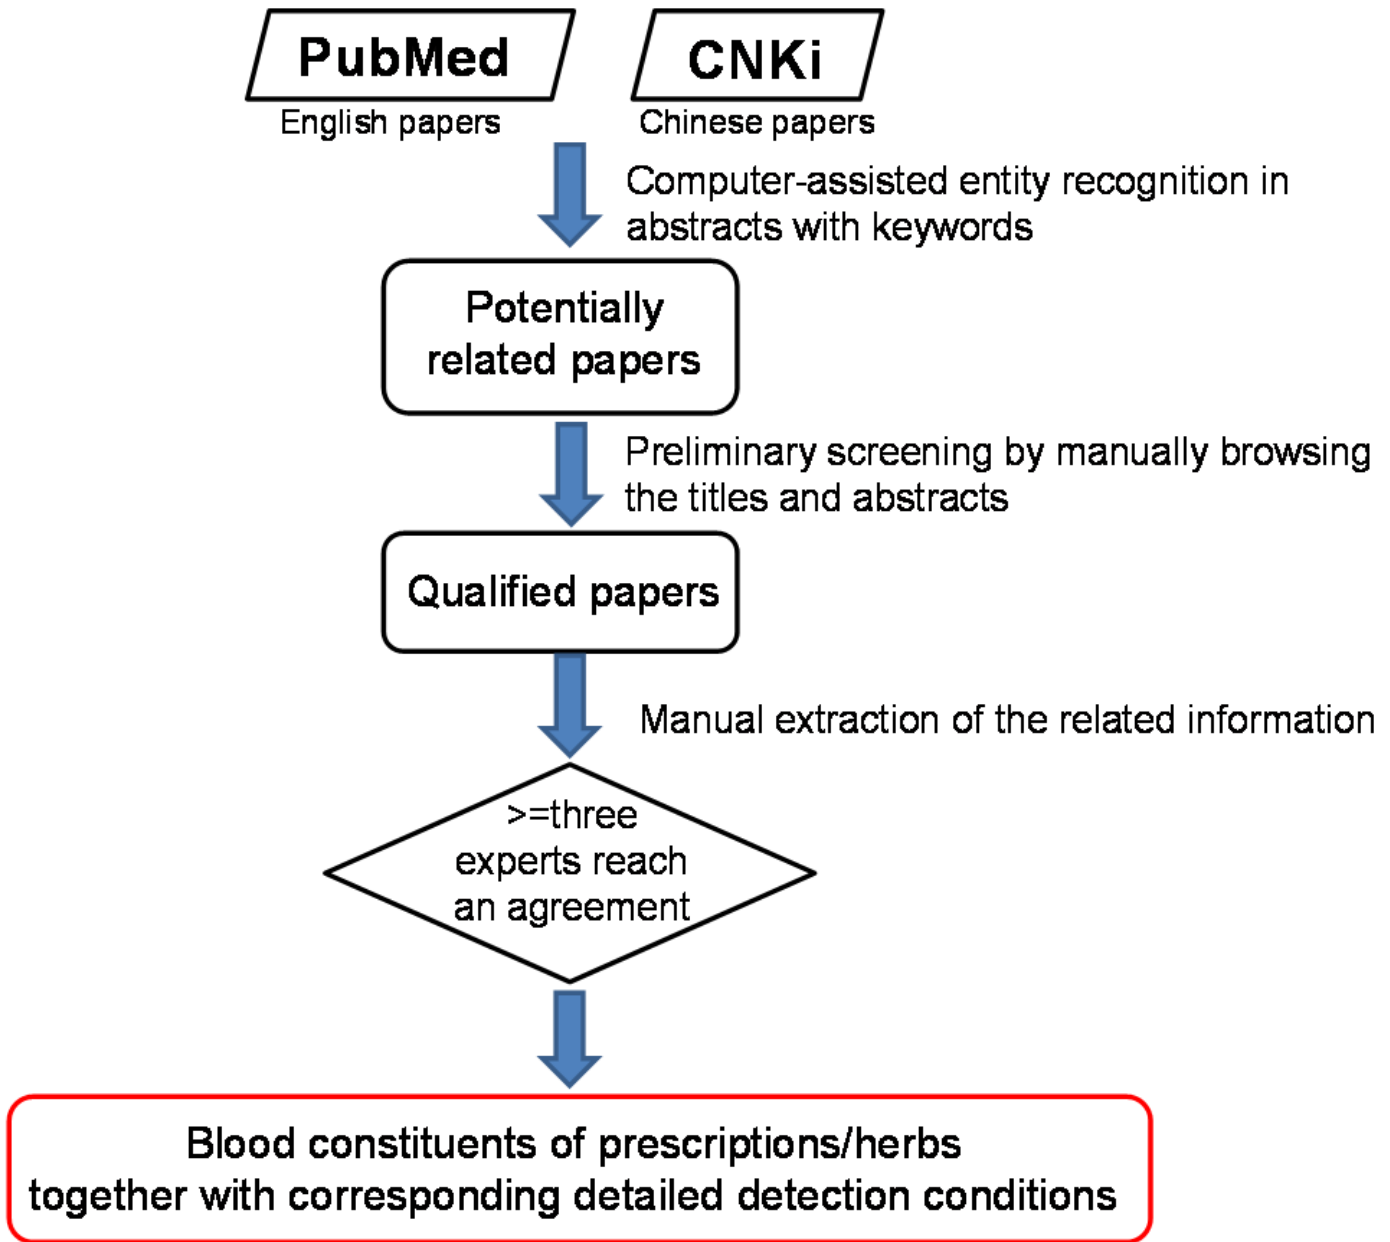 PubMed
CNKi
English papers
Chinese papers
Computer-assisted entity recognition in
abstracts with keywords
Potentially
related papers
Preliminary screening by manually browsing
the titles and abstracts
Qualified papers
Manual extraction of the related information
>=three
experts reach
an agreement
Blood constituents of prescriptions/herbs
together with corresponding detailed detection conditions